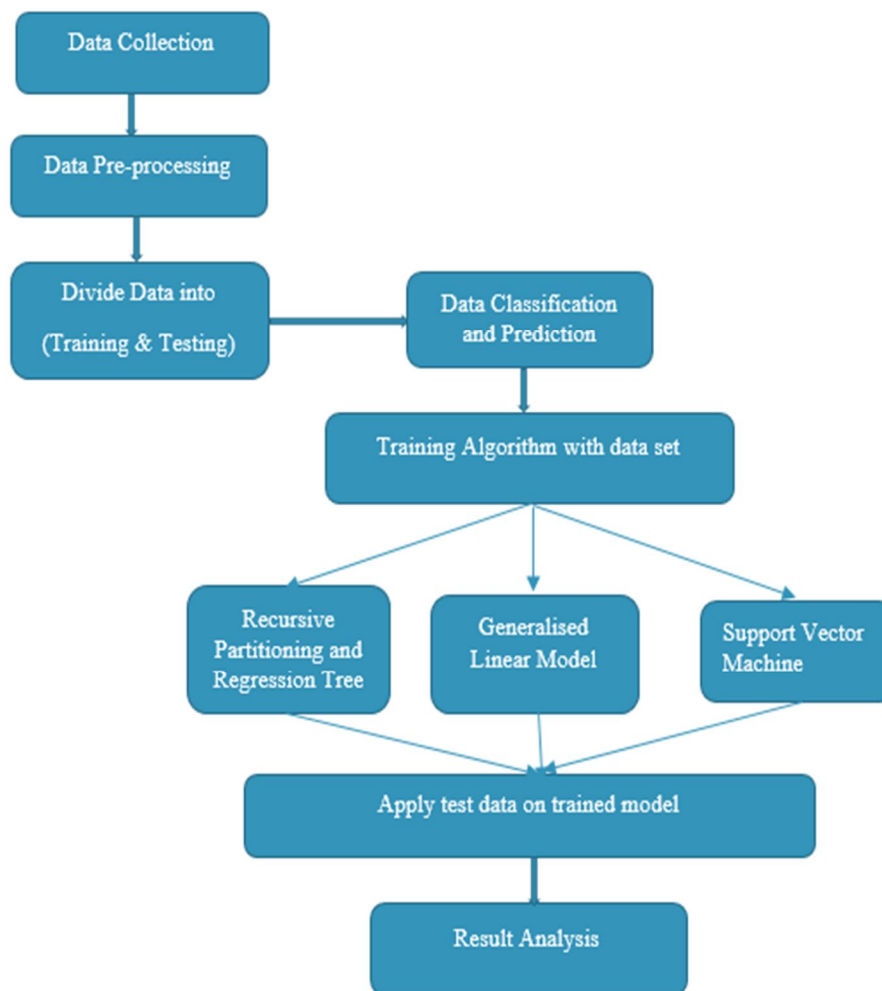 Data Collection
Data Pre-processing
Divide Data into
(Training & Testing)
Data Classification
and Prediction
Training Algorithm with data set
Recursive
Partitioning and
Regression Tree
Generalised
Linear Model
Support Vector
Machine
Apply test data on trained model
Result Analysis